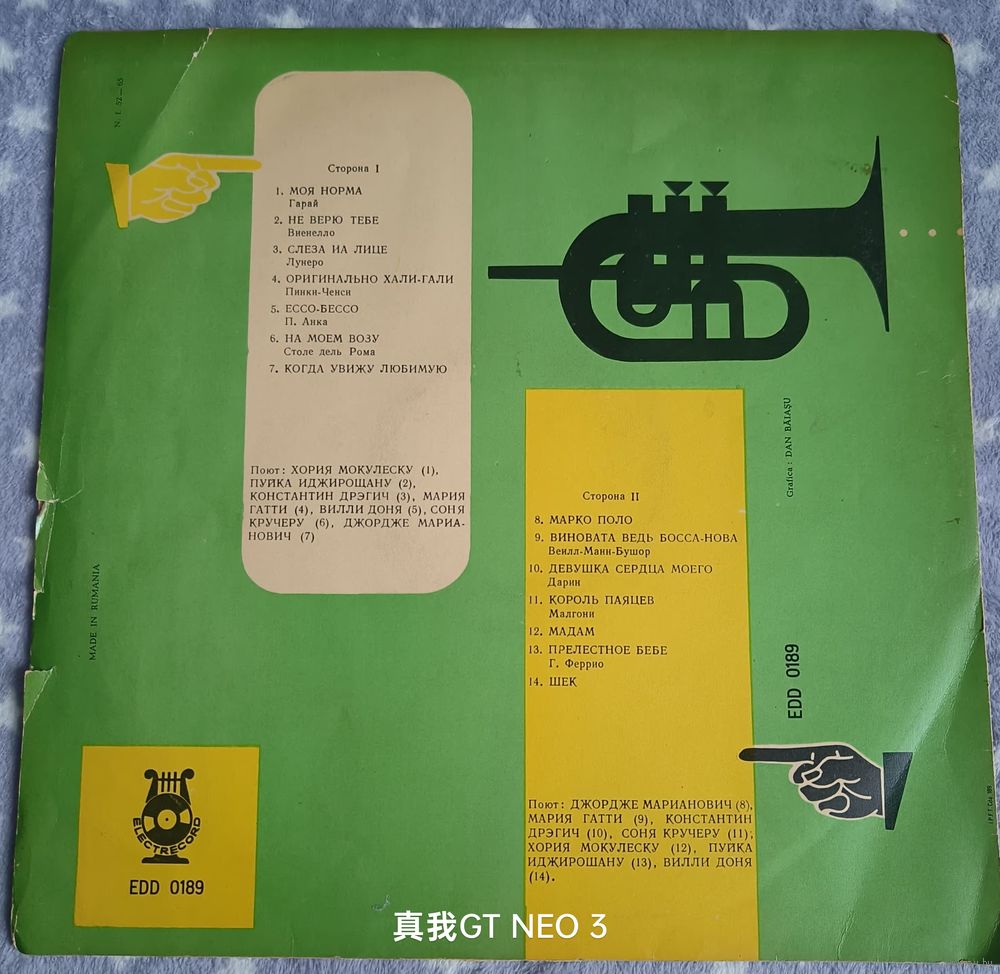 N. I. 52—65
Сторона I
1. МОЯ НОРМА
Гарай
2. НЕ ВЕРЮ ТЕБЕ
Виенелло
3. СЛЕЗА ИА ЛИЦЕ
Лунеро
4. ОРИГИНАЛЬНО ХАЛИ-ГАЛИ
Пинки-Ченси
5. ЕССО-БЕССО
П. Анка
6. НА МОЕМ ВОЗУ
Столе дель Рома
7. КОГДА УВИЖУ ЛЮБИМУЮ
Поют: ХОРИЯ МОКУЛЕСКУ (1),
ПУЙКА ИДЖИРОЩАНУ (2),
КОНСТАНТИН ДРЭГИЧ (3), МАРИЯ
ГАТТИ (4), ВИЛЛИ ДОНЯ (5), СОНЯ
КРУЧЕРУ (6), ДЖОРДЖЕ МАРИА-
НОВИЧ (7)
MADE IN RUMANIA
Grafica : DAN BĂIAȘU
Сторона II
8. МАРКО ПОЛО
9. ВИНОВАТА ВЕДЬ БОССА-НОВА
Веилл-Манн-Бушор
10. ДЕВУШКА СЕРДЦА МОЕГО
Дарин
11. КОРОЛЬ ПАЯЦЕВ
Малгони
12. МАДАМ
13. ПРЕЛЕСТНОЕ БЕБЕ
Г. Феррио
14. ШЕК
EDD 0189
Поют: ДЖОРДЖЕ МАРИАНОВИЧ (8),
МАРИЯ ГАТТИ (9), КОНСТАНТИН
ДРЭГИЧ (10), СОНЯ КРУЧЕРУ (11),
ХОРИЯ МОКУЛЕСКУ (12), ПУИКА
ИДЖИРОШАНУ (13), ВИЛЛИ ДОНЯ
(14).
ELECTRECORD
EDD 0189
真我GT NEO 3